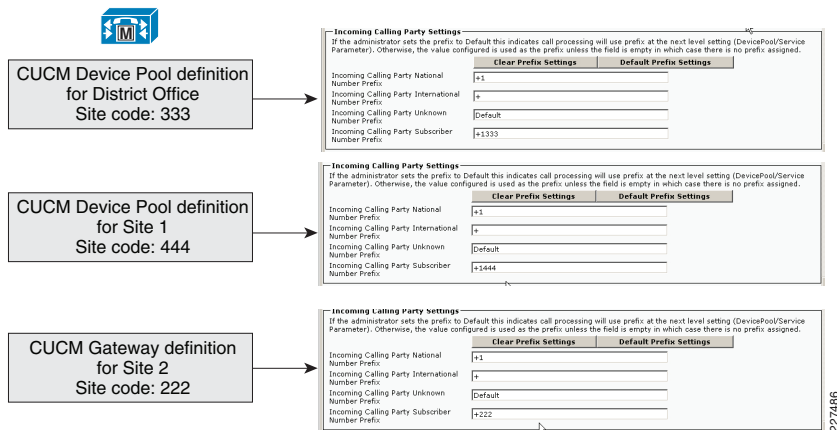 M
CUCM Device Pool definition
for District Office
Site code: 333
Incoming Calling Party Settings
If the administrator sets the prefix to Default this indicates call processing will use prefix at the next level setting (DevicePool/Service
Parameter). Otherwise, the value configured is used as the prefix unless the field is empty in which case there is no prefix assigned.
Clear Prefix Settings Default Prefix Settings
Incoming Calling Party National
Number Prefix
+1
Incoming Calling Party International
Number Prefix
+
Incoming Calling Party Unknown
Number Prefix
Default
Incoming Calling Party Subscriber
Number Prefix
+1333
CUCM Device Pool definition
for Site 1
Site code: 444
Incoming Calling Party Settings
If the administrator sets the prefix to Default this indicates call processing will use prefix at the next level setting (DevicePool/Service
Parameter). Otherwise, the value configured is used as the prefix unless the field is empty in which case there is no prefix assigned.
Clear Prefix Settings Default Prefix Settings
Incoming Calling Party National
Number Prefix
+1
Incoming Calling Party International
Number Prefix
+
Incoming Calling Party Unknown
Number Prefix
Default
Incoming Calling Party Subscriber
Number Prefix
+1444
CUCM Gateway definition
for Site 2
Site code: 222
Incoming Calling Party Settings
If the administrator sets the prefix to Default this indicates call processing will use prefix at the next level setting (DevicePool/Service
Parameter). Otherwise, the value configured is used as the prefix unless the field is empty in which case there is no prefix assigned.
Clear Prefix Settings Default Prefix Settings
Incoming Calling Party National
Number Prefix
+1
Incoming Calling Party International
Number Prefix
+
Incoming Calling Party Unknown
Number Prefix
Default
Incoming Calling Party Subscriber
Number Prefix
+222
227486